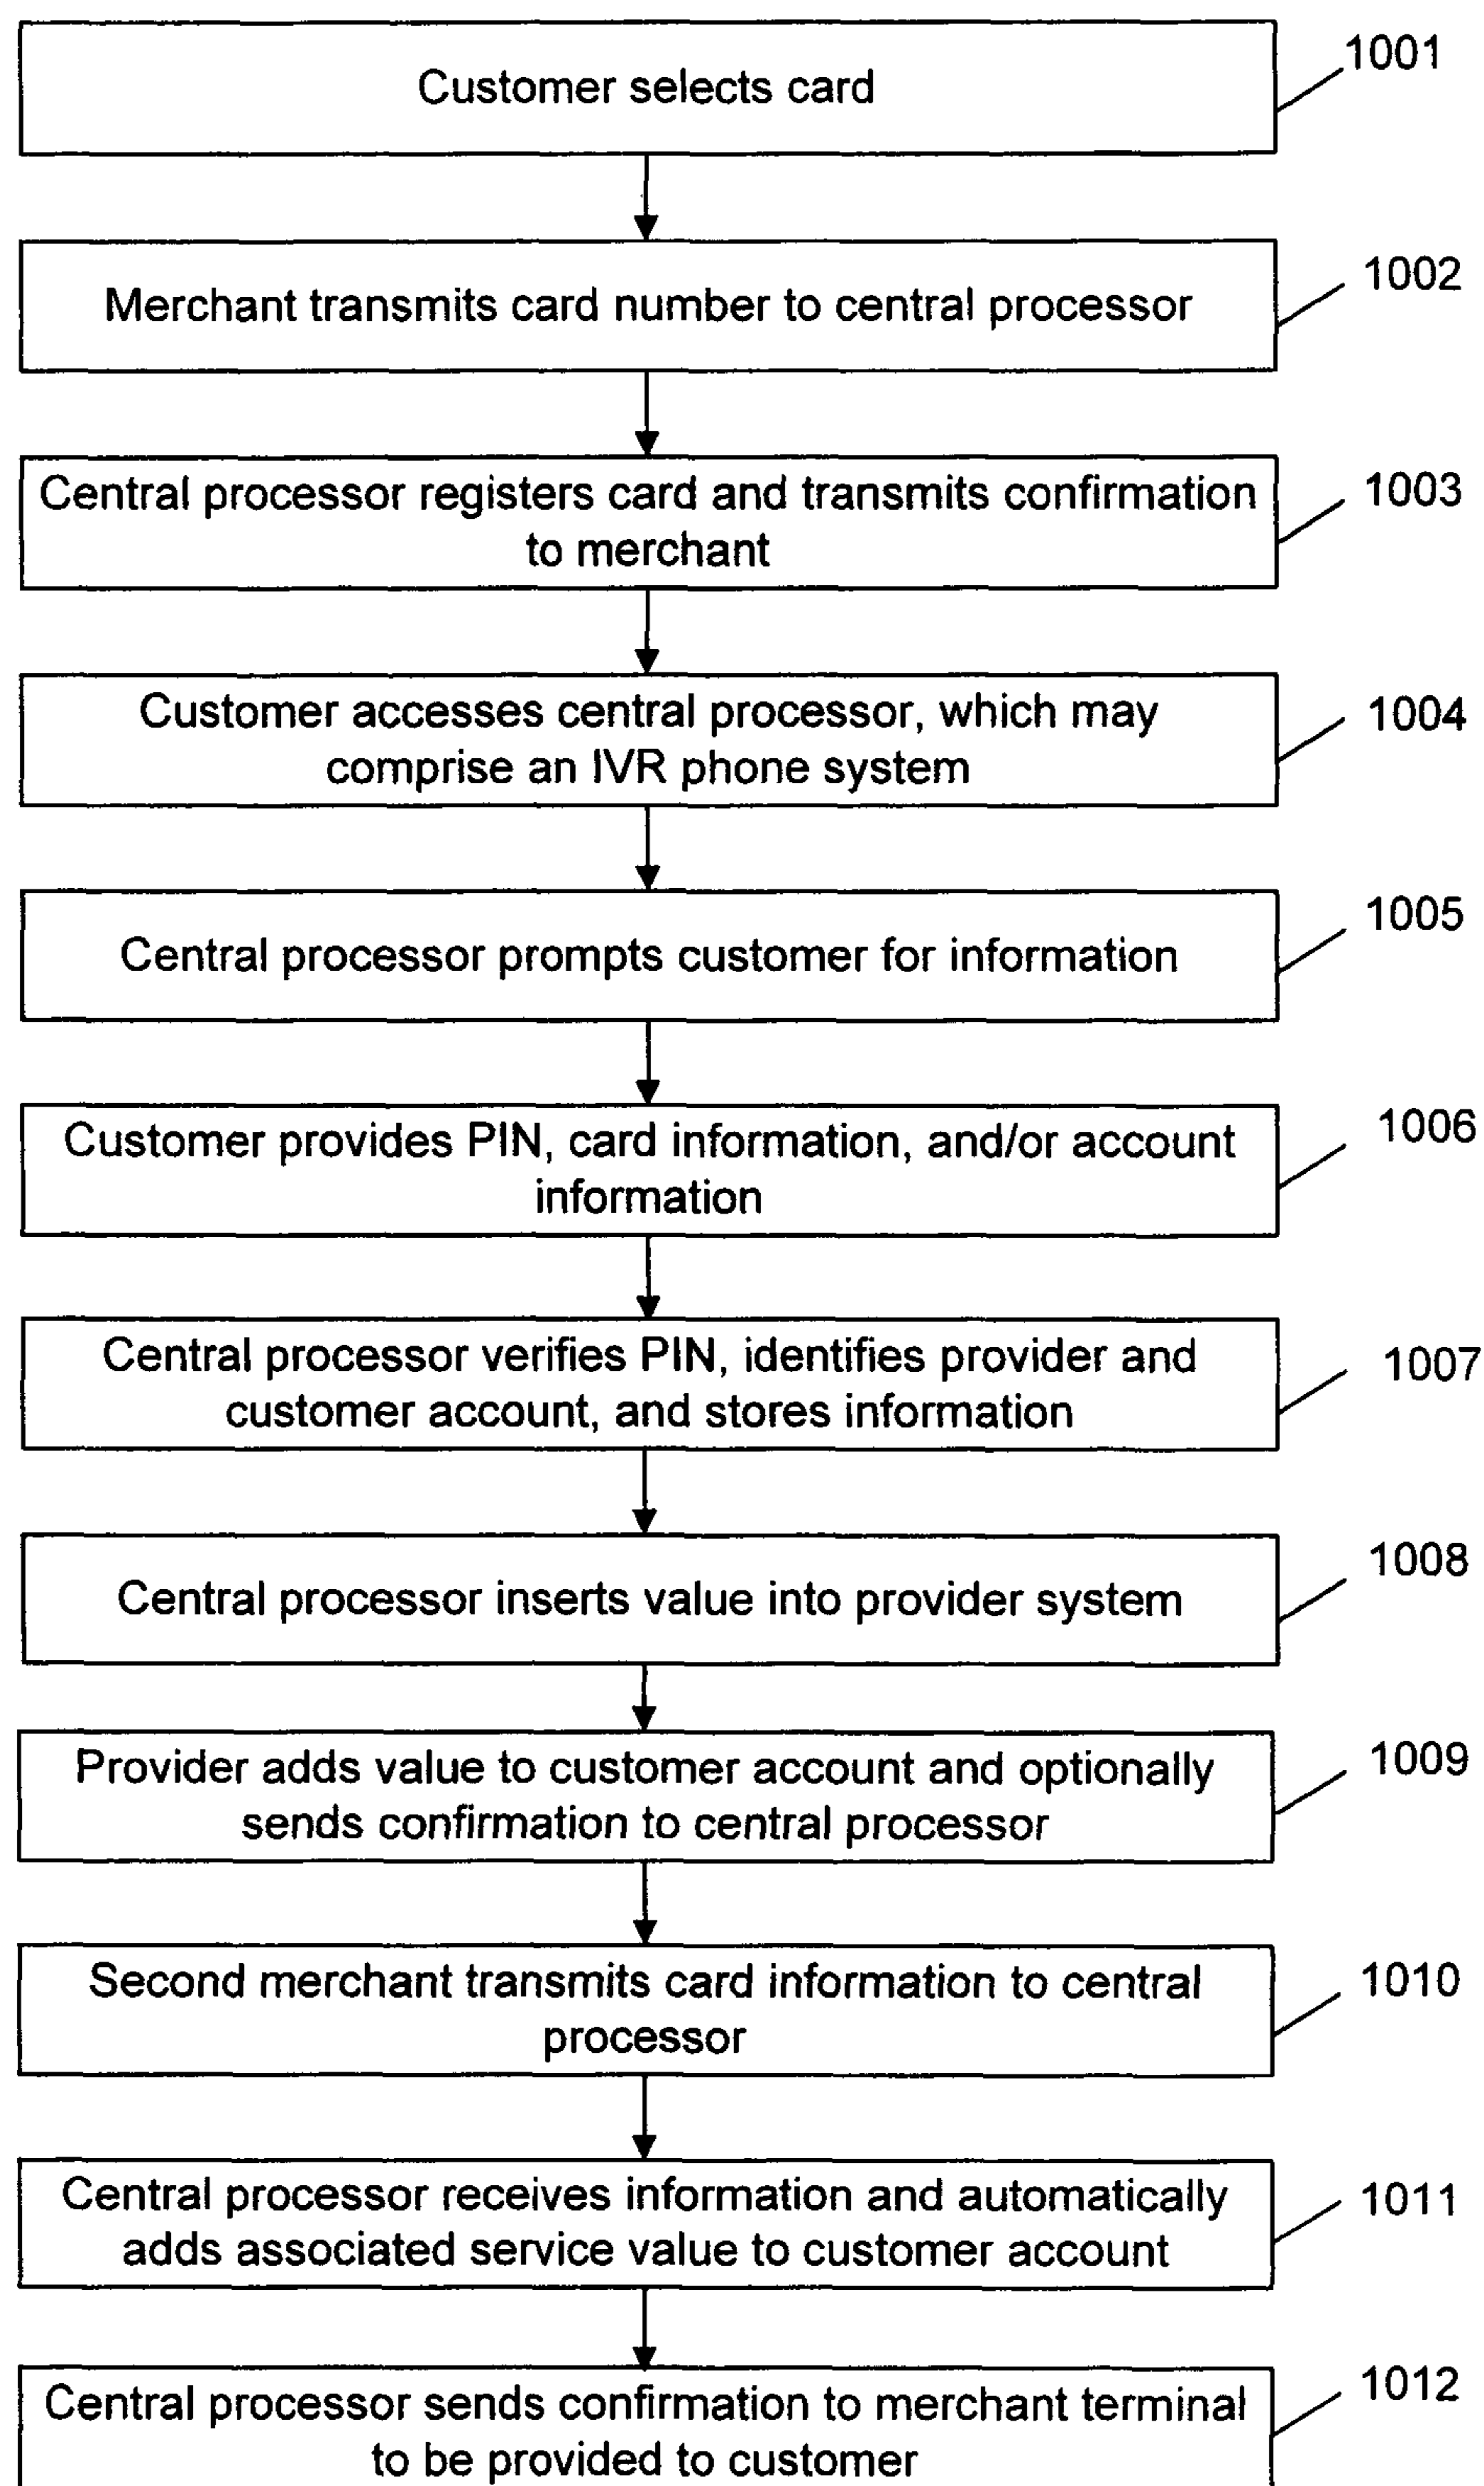 Customer selects card
1001
Merchant transmits card number to central processor
1002
Central processor registers card and transmits confirmation
to merchant
1003
Customer accesses central processor, which may
comprise an IVR phone system
1004
Central processor prompts customer for information
1005
Customer provides PIN, card information, and/or account
information
1006
Central processor verifies PIN, identifies provider and
customer account, and stores information
1007
Central processor inserts value into provider system
1008
Provider adds value to customer account and optionally
sends confirmation to central processor
1009
Second merchant transmits card information to central
processor
1010
Central processor receives information and automatically
adds associated service value to customer account
1011
Central processor sends confirmation to merchant terminal
to be provided to customer
1012